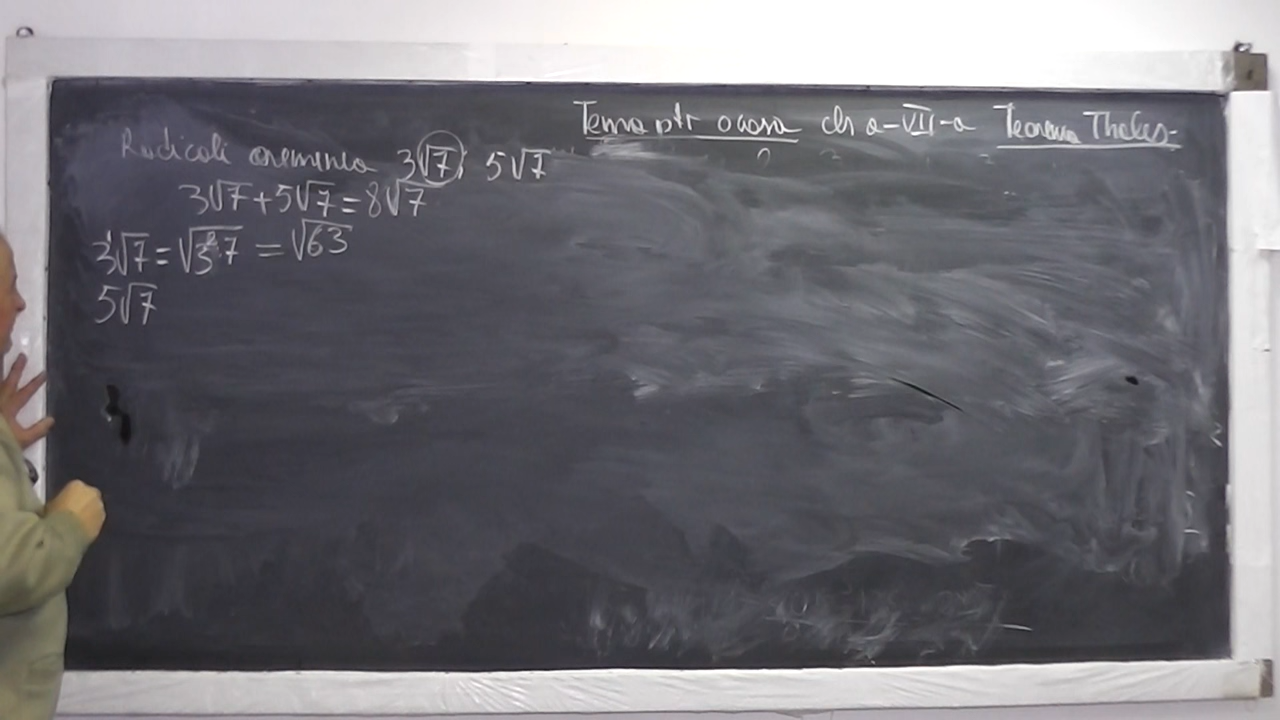 Tema ptr acasa cls a-VII-a Teorema Thales-
Radicali asemenea 3√7; 5√7
3√7+5√7=8√7
3√7=√3²·7 =√63
5√7